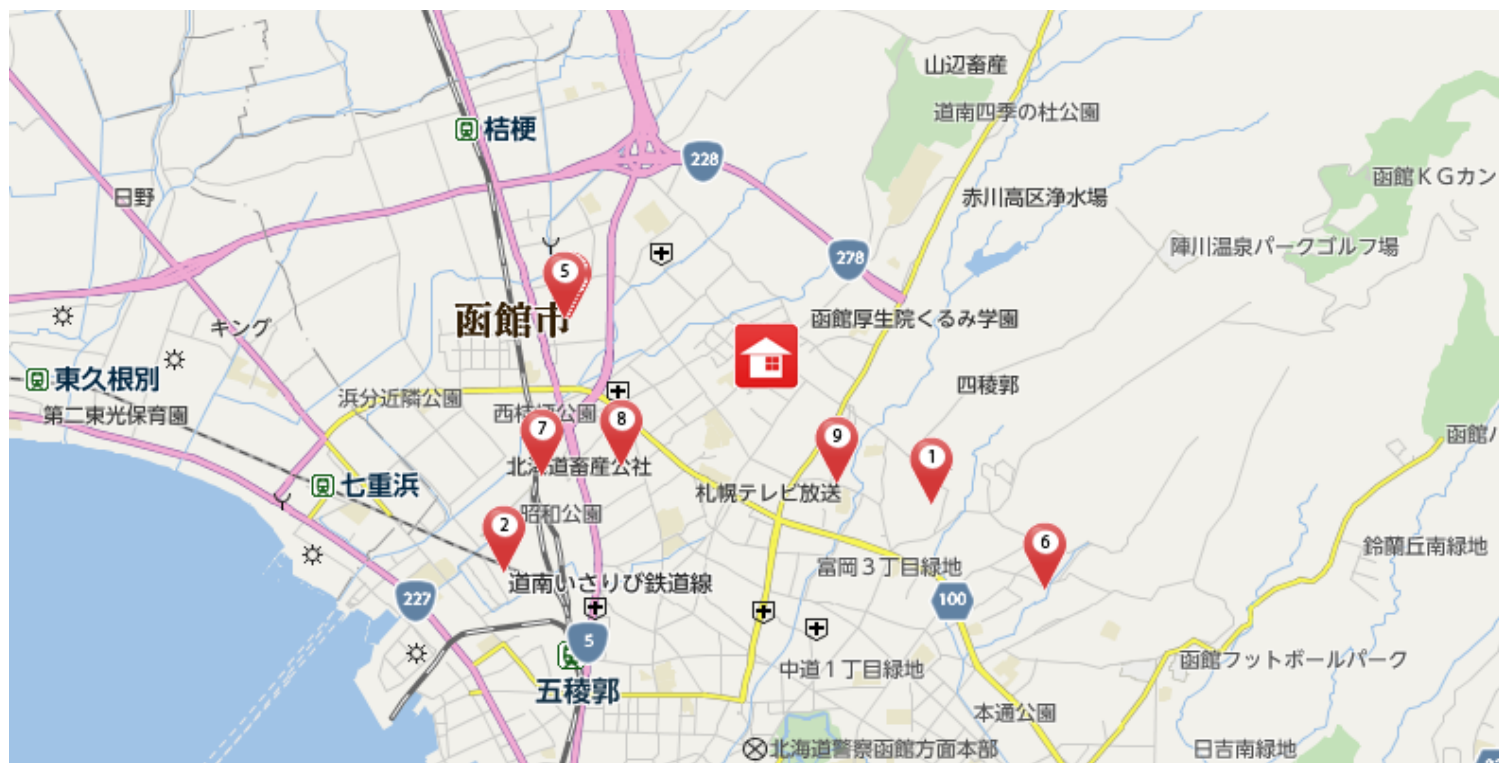 山辺畜産
道南四季の杜公園
桔梗
228
函館KGカン
日野
赤川高区浄水場
陣川温泉パークゴルフ場
278
5
函館市
キング
函館厚生院くるみ学園
東久根別
四稜郭
浜分近隣公園
第二東光保育園
西桔梗公園
8
7
9
函館ハ
1
北海道畜産公社
七重浜
札幌テレビ放送
昭和公園
2
6
鈴蘭丘南緑地
富岡3丁目緑地
道南いさりび鉄道線
227
100
5
函館フットボールパーク
中道1丁目緑地
五稜郭
本通公園
北海道警察函館方面本部
日吉南緑地